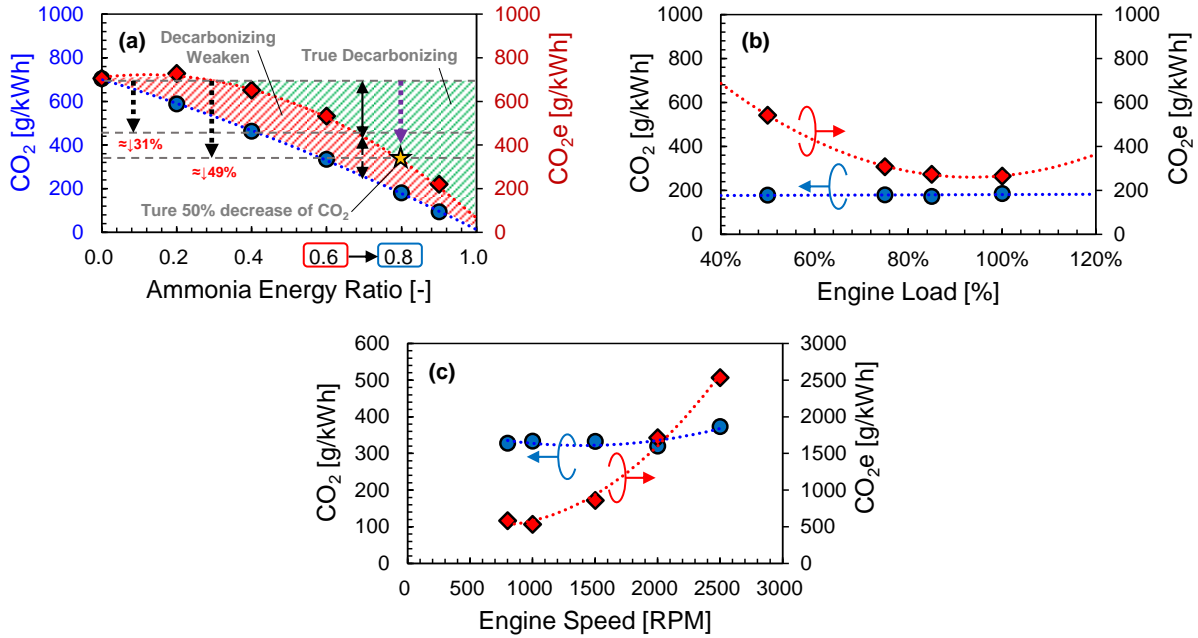 (a)
Decarbonizing
Weaken
True Decarbonizing
≈↓31%
≈↓49%
Ture 50% decrease of CO₂
CO₂ [g/kWh]
1000
800
600
400
200
0
CO₂e [g/kWh]
1000
800
600
400
200
0
0.0 0.2 0.4 0.6 0.8 1.0
Ammonia Energy Ratio [-]
(b)
CO₂ [g/kWh]
1000
800
600
400
200
0
CO₂e [g/kWh]
1000
800
600
400
200
0
40% 60% 80% 100% 120%
Engine Load [%]
(c)
CO₂ [g/kWh]
600
500
400
300
200
100
0
CO₂e [g/kWh]
3000
2500
2000
1500
1000
500
0
0 500 1000 1500 2000 2500 3000
Engine Speed [RPM]